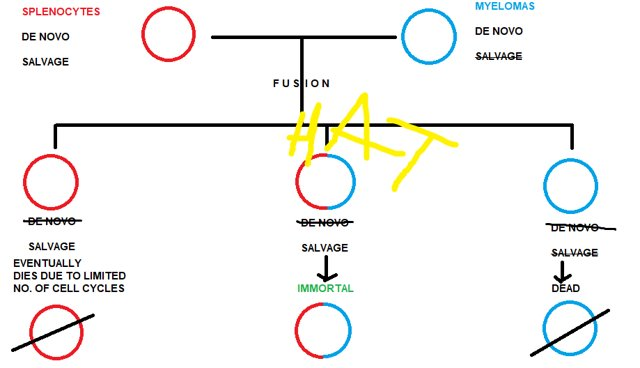 SPLENOCYTES
DE NOVO
SALVAGE
MYELOMAS
DE NOVO
SALVAGE
FUSION
HAT
DE NOVO
SALVAGE
EVENTUALLY
DIES DUE TO LIMITED
NO. OF CELL CYCLES
DE NOVO
SALVAGE
IMMORTAL
DE NOVO
SALVAGE
DEAD